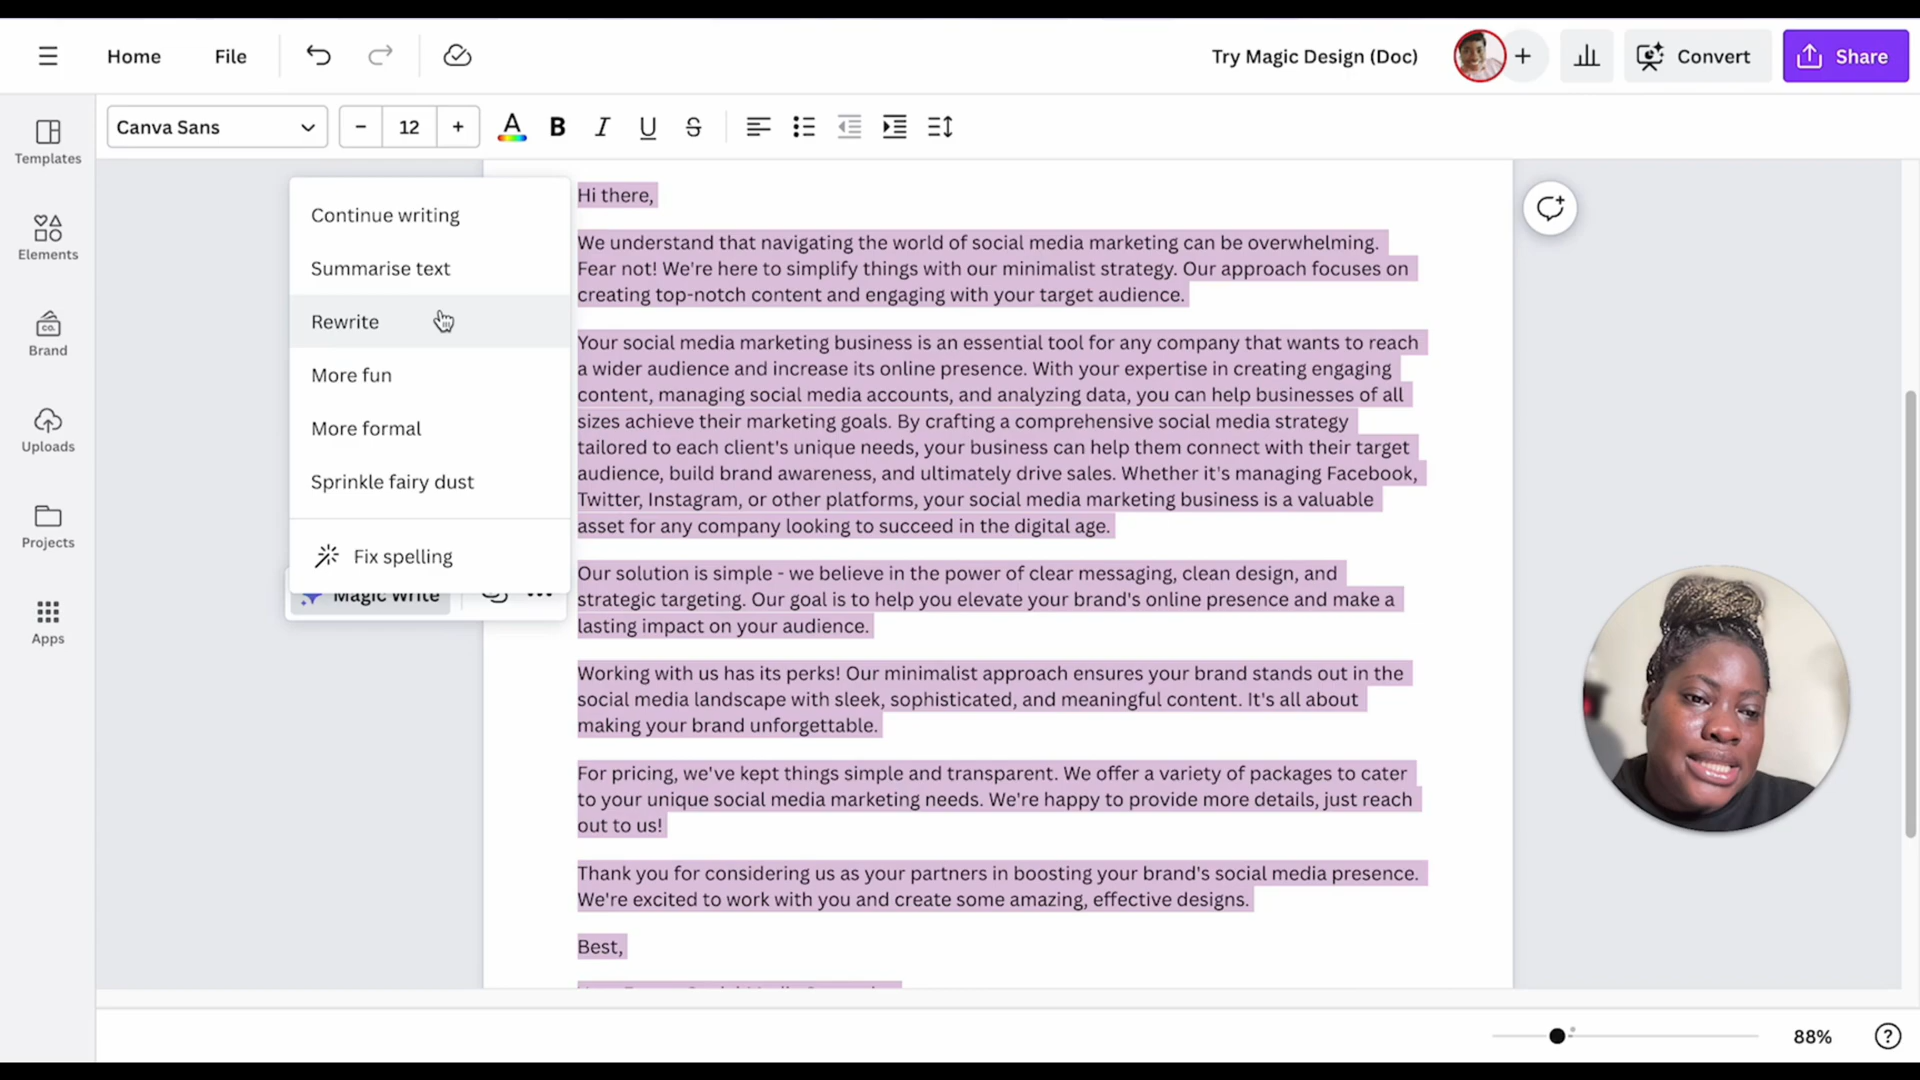 Home
File
Try Magic Design (Doc)
+
Convert
Share
Canva Sans
− 12 +
A B I U S
Templates
Elements
CO.
Brand
Uploads
Projects
Apps
Continue writing
Summarise text
Rewrite
More fun
More formal
Sprinkle fairy dust
Fix spelling
Magic Write
Hi there,
We understand that navigating the world of social media marketing can be overwhelming.
Fear not! We're here to simplify things with our minimalist strategy. Our approach focuses on
creating top-notch content and engaging with your target audience.
Your social media marketing business is an essential tool for any company that wants to reach
a wider audience and increase its online presence. With your expertise in creating engaging
content, managing social media accounts, and analyzing data, you can help businesses of all
sizes achieve their marketing goals. By crafting a comprehensive social media strategy
tailored to each client's unique needs, your business can help them connect with their target
audience, build brand awareness, and ultimately drive sales. Whether it's managing Facebook,
Twitter, Instagram, or other platforms, your social media marketing business is a valuable
asset for any company looking to succeed in the digital age.
Our solution is simple - we believe in the power of clear messaging, clean design, and
strategic targeting. Our goal is to help you elevate your brand's online presence and make a
lasting impact on your audience.
Working with us has its perks! Our minimalist approach ensures your brand stands out in the
social media landscape with sleek, sophisticated, and meaningful content. It's all about
making your brand unforgettable.
For pricing, we've kept things simple and transparent. We offer a variety of packages to cater
to your unique social media marketing needs. We're happy to provide more details, just reach
out to us!
Thank you for considering us as your partners in boosting your brand's social media presence.
We're excited to work with you and create some amazing, effective designs.
Best,
88%
?